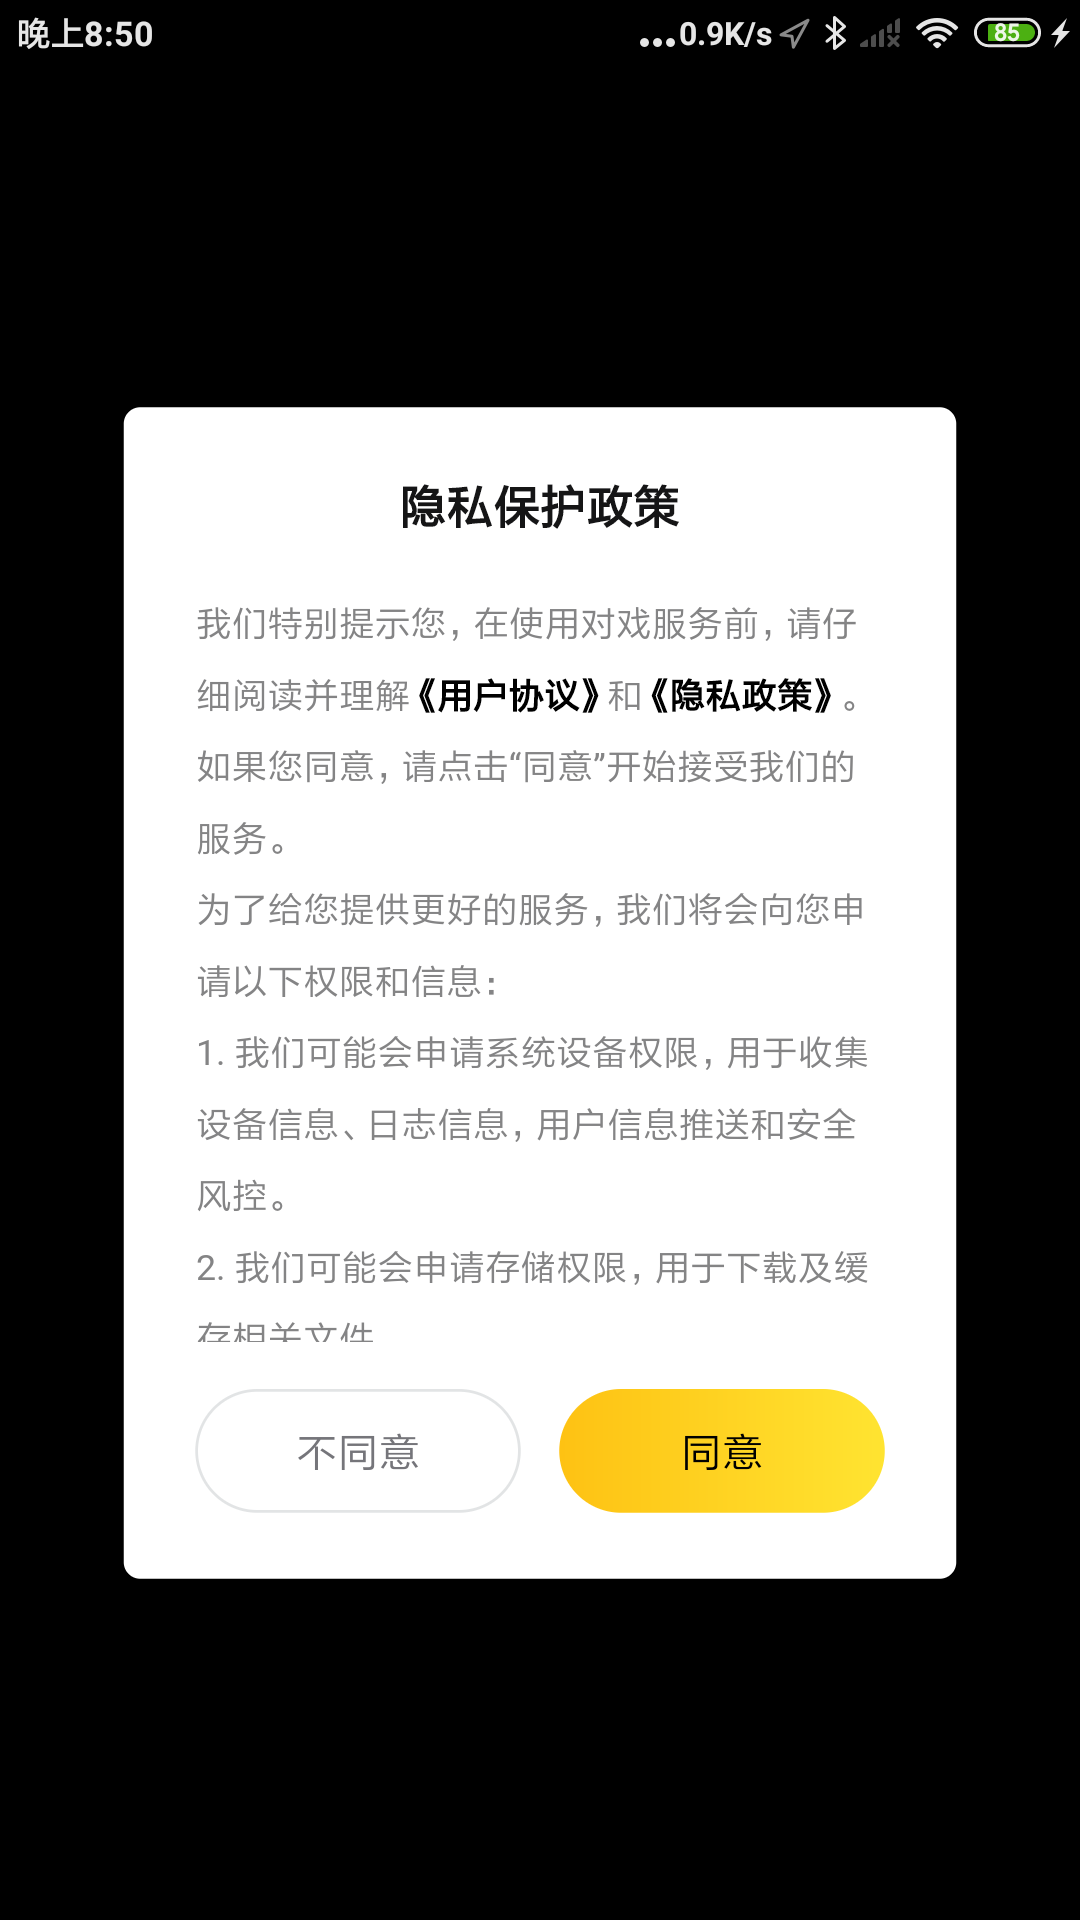 晚上8:50
...0.9K/s
85
隐私保护政策
我们特别提示您，在使用对戏服务前，请仔
细阅读并理解《用户协议》和《隐私政策》。
如果您同意，请点击“同意”开始接受我们的
服务。
为了给您提供更好的服务，我们将会向您申
请以下权限和信息：
1. 我们可能会申请系统设备权限，用于收集
设备信息、日志信息，用户信息推送和安全
风控。
2. 我们可能会申请存储权限，用于下载及缓
存相关文件
不同意
同意